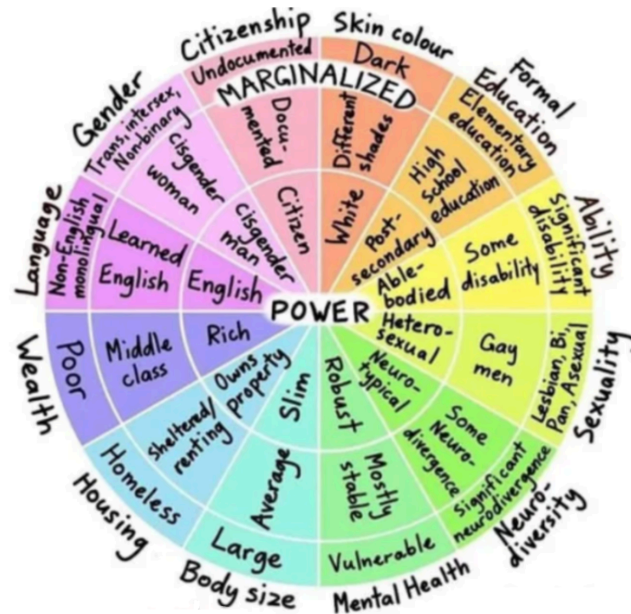 Citizenship
Undocumented
Docu-
mented
Citizen
Skin colour
Dark
Different
shades
White
Formal
Education
Elementary
education
High
School
education
Post-
secondary
Ability
Significant
disability
Some
disability
Able-
bodied
Sexuality
Lesbian, Bi,
Pan, Asexual
Gay
men
Hetero-
sexual
Neuro-
diversity
Significant
neurodivergence
Some
Neuro-
divergence
Neuro-
typical
Mental Health
Vulnerable
Mostly
stable
Robust
Body size
Large
Average
Slim
Housing
Homeless
Sheltered/
renting
Owns
property
Wealth
Poor
Middle
class
Rich
Language
Non-English
monolingual
Learned
English
English
Gender
Trans, intersex,
Non-binary
cisgender
woman
cisgender
man
MARGINALIZED
POWER